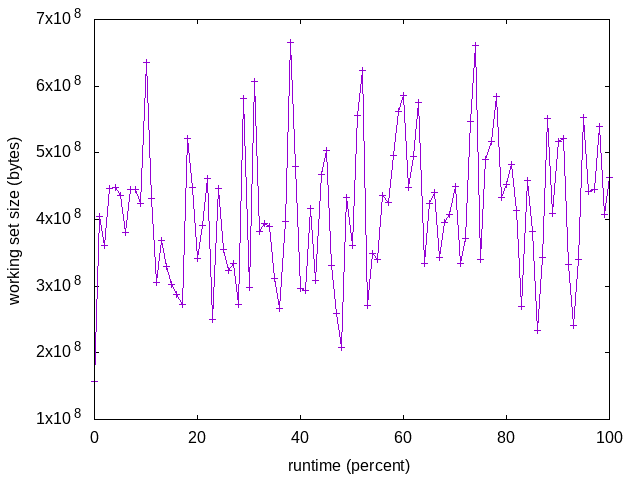 7x10^8
6x10^8
5x10^8
4x10^8
3x10^8
2x10^8
1x10^8
0 20 40 60 80 100
working set size (bytes)
runtime (percent)